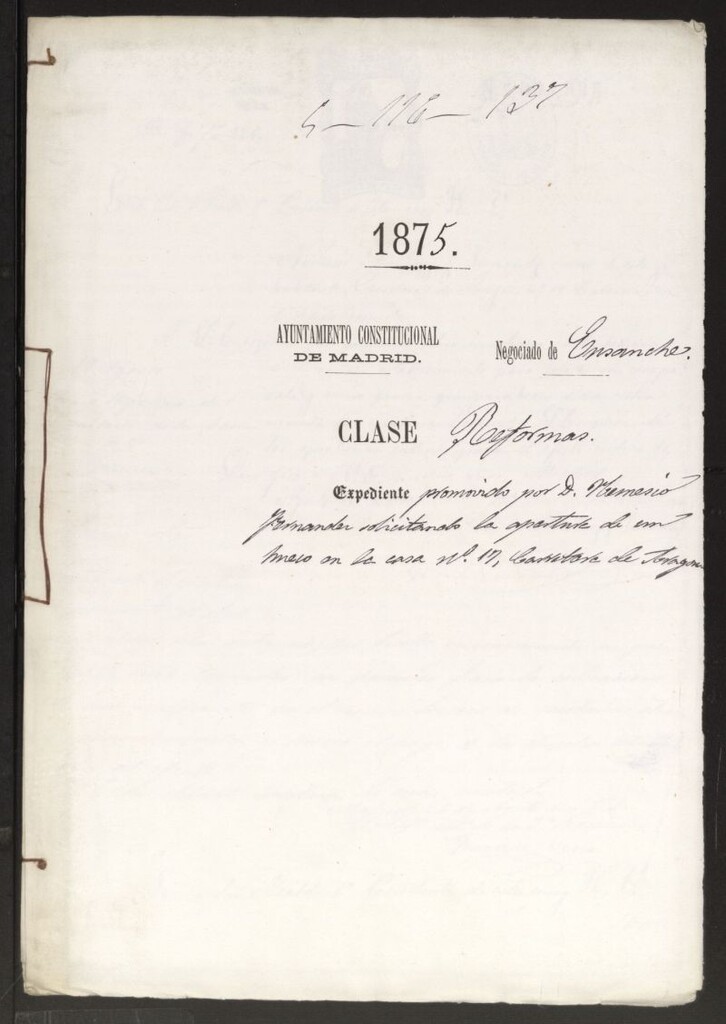 5-116-137
1875.
AYUNTAMIENTO CONSTITUCIONAL
DE MADRID.
Negociado de Ensanche.
CLASE Reformas.
Expediente promovido por D. Nemesio
Fernandez solicitando la apertura de un
hueco en la casa nº. 17, Carretera de Aragon